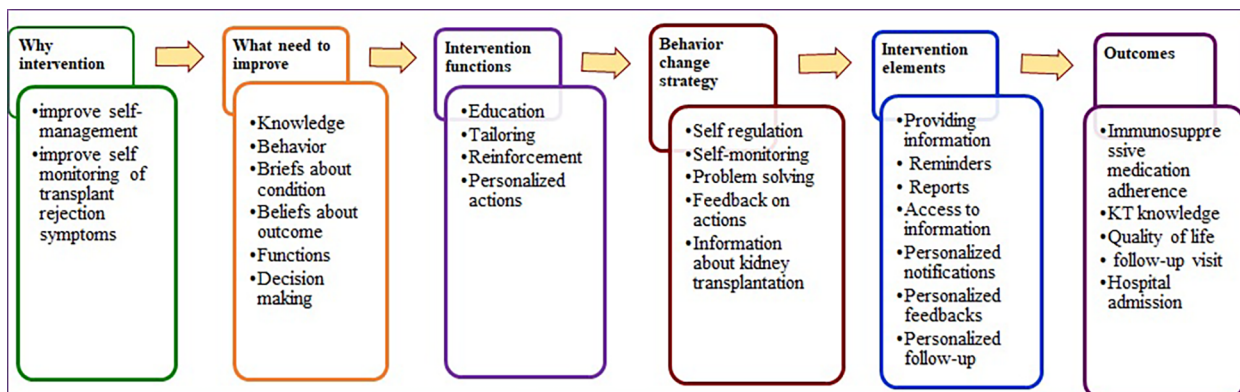 Why
intervention
•improve self-
management
•improve self
monitoring of
transplant
rejection
symptoms
What need to
improve
•Knowledge
•Behavior
•Briefs about
condition
•Beliefs about
outcome
•Functions
•Decision
making
Intervention
functions
•Education
•Tailoring
•Reinforcement
•Personalized
actions
Behavior
change
strategy
•Self regulation
•Self-monitoring
•Problem solving
•Feedback on
actions
•Information
about kidney
transplantation
Intervention
elements
•Providing
information
• Reminders
• Reports
•Access to
information
•Personalized
notifications
•Personalized
feedbacks
•Personalized
follow-up
Outcomes
•Immunosuppre
ssive
medication
adherence
•KT knowledge
•Quality of life
• follow-up visit
•Hospital
admission